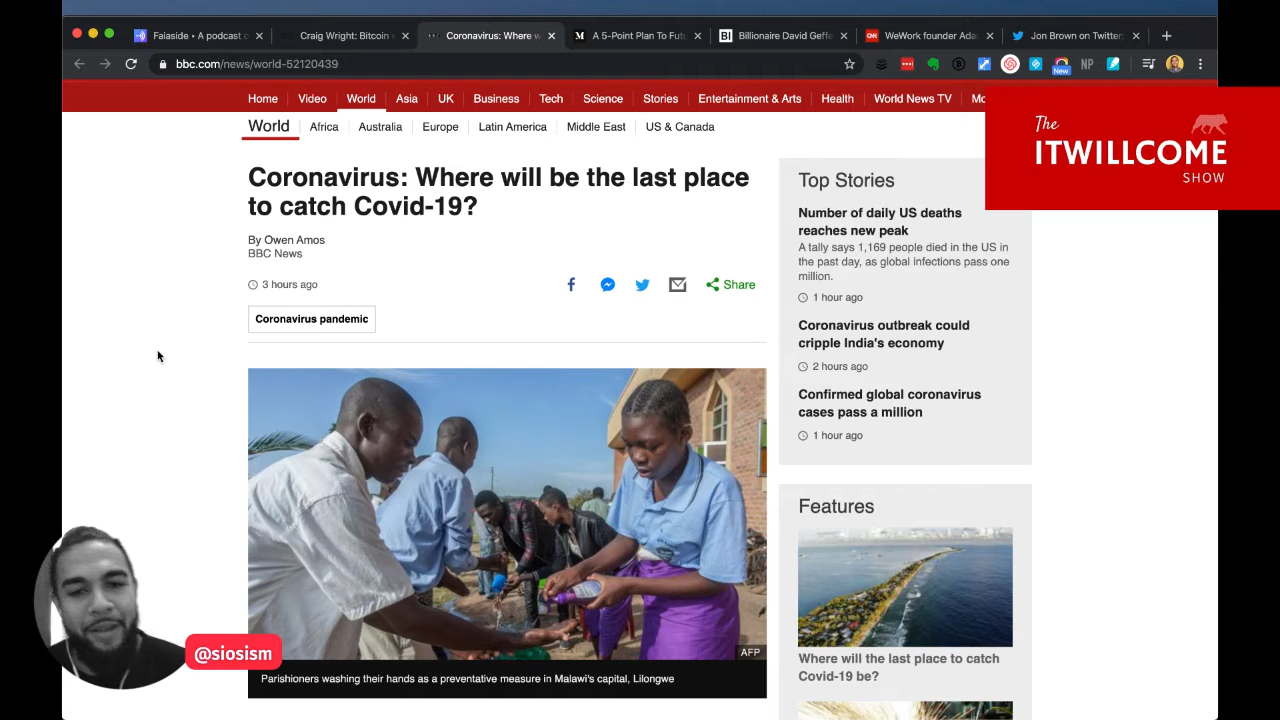 Faiaside • A podcast o
Craig Wright: Bitcoin
Coronavirus: Where w
A 5-Point Plan To Futu
Billionaire David Geffe
WeWork founder Ada
Jon Brown on Twitter:
bbc.com/news/world-52120439
New
NP
Home
Video
World
Asia
UK
Business
Tech
Science
Stories
Entertainment & Arts
Health
World News TV
Mo
The
ITWILLCOME
SHOW
World
Africa
Australia
Europe
Latin America
Middle East
US & Canada
Coronavirus: Where will be the last place
to catch Covid-19?
By Owen Amos
BBC News
3 hours ago
Share
Coronavirus pandemic
AFP
Parishioners washing their hands as a preventative measure in Malawi's capital, Lilongwe
Top Stories
Number of daily US deaths
reaches new peak
A tally says 1,169 people died in the US in
the past day, as global infections pass one
million.
1 hour ago
Coronavirus outbreak could
cripple India's economy
2 hours ago
Confirmed global coronavirus
cases pass a million
1 hour ago
Features
Where will the last place to catch
Covid-19 be?
@siosism